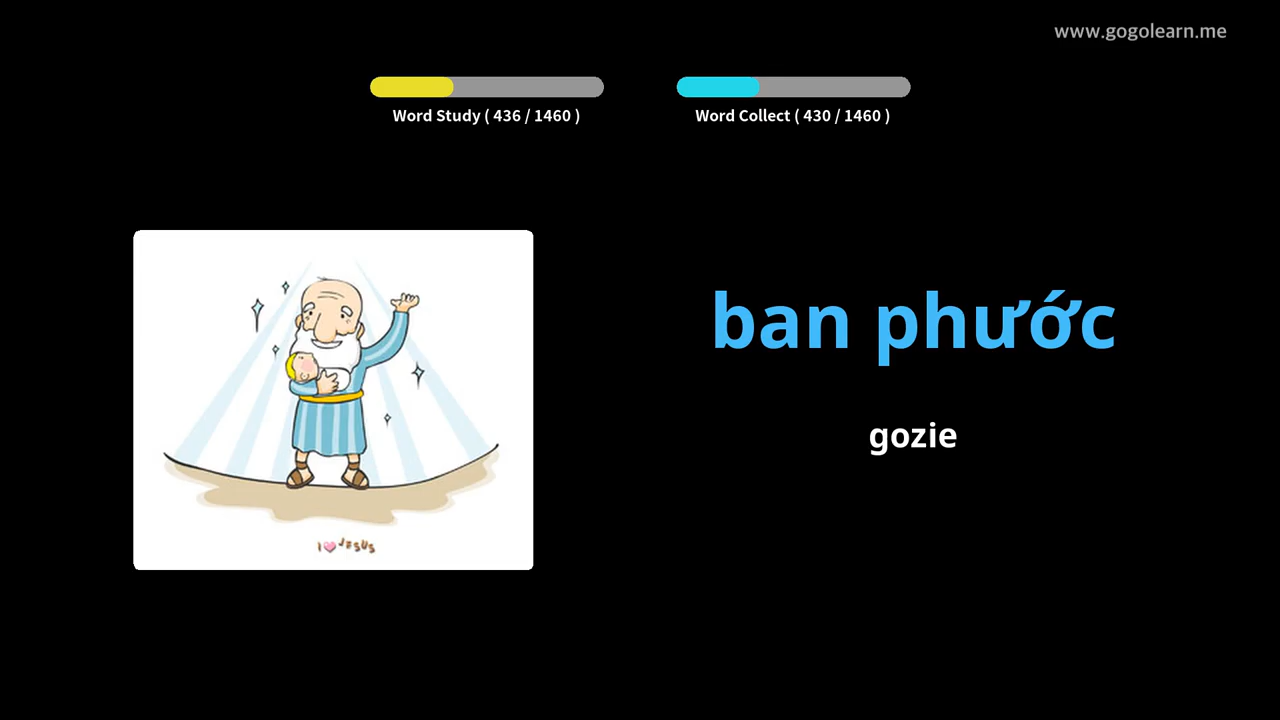 www.gogolearn.me
Word Study ( 436 / 1460 )
Word Collect ( 430 / 1460 )
ban phước
gozie
I JESUS